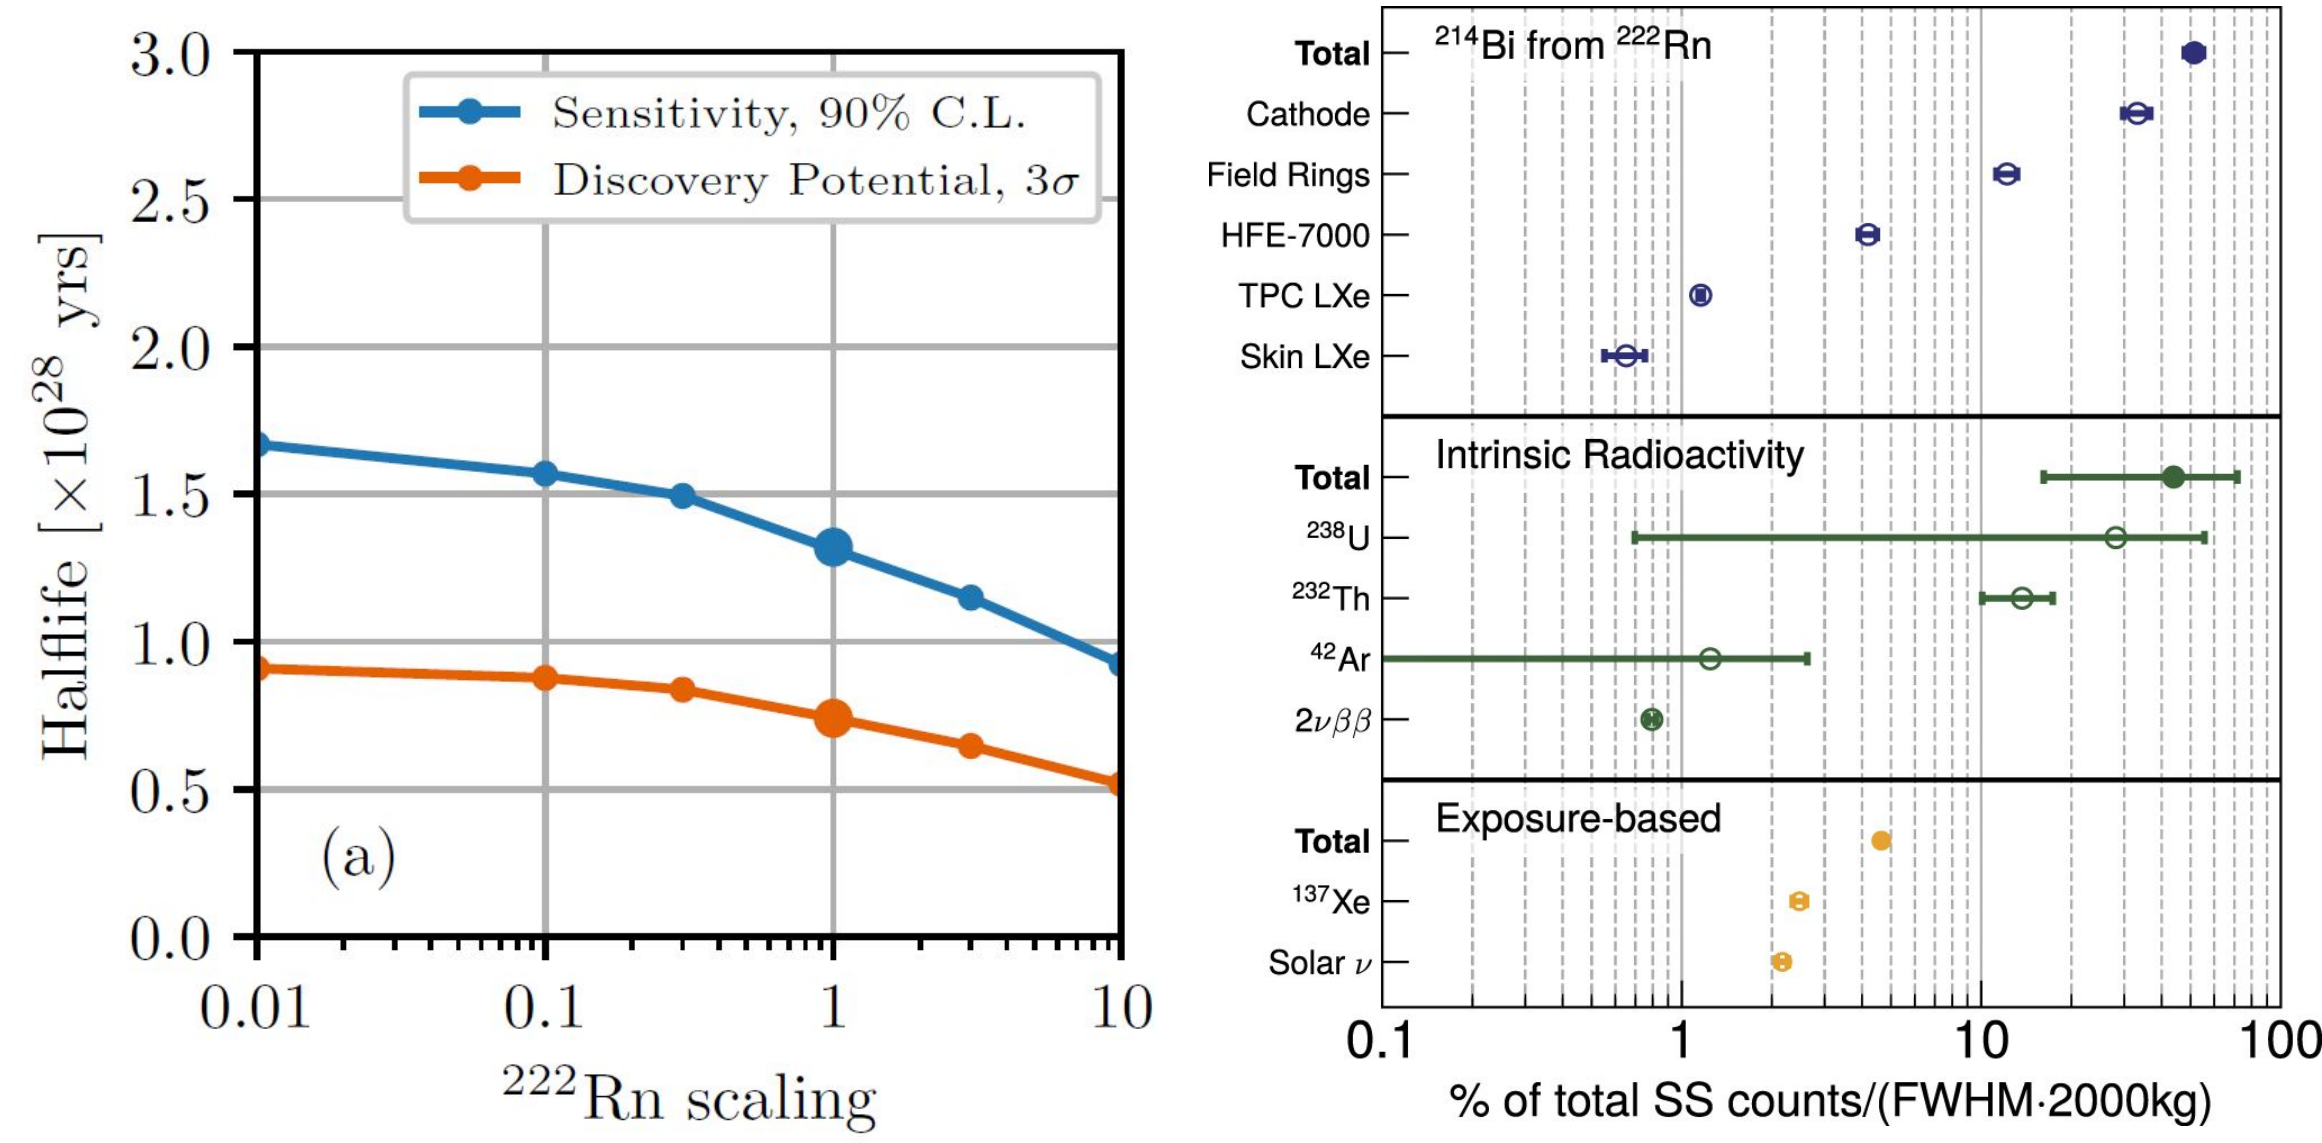 3.0
2.5
2.0
1.5
1.0
0.5
0.0
Halflife [×10²⁸ yrs]
Sensitivity, 90% C.L.
Discovery Potential, 3σ
(a)
0.01 0.1 1 10
²²²Rn scaling
²¹⁴Bi from ²²²Rn
Total
Cathode
Field Rings
HFE-7000
TPC LXe
Skin LXe
Intrinsic Radioactivity
Total
²³⁸U
²³²Th
⁴²Ar
2νββ
Exposure-based
Total
¹³⁷Xe
Solar ν
0.1 1 10 100
% of total SS counts/(FWHM·2000kg)